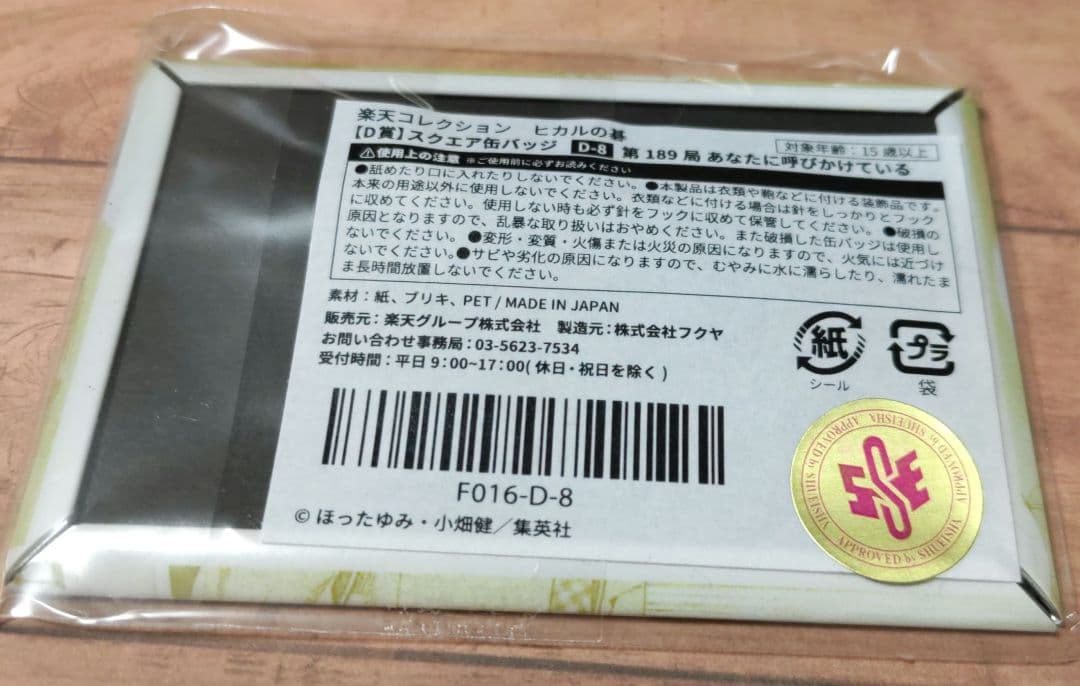 楽天コレクション ヒカルの碁
【D賞】スクエア缶バッジ D-8 第189局 あなたに呼びかけている
対象年齢：15歳以上
⚠使用上の注意 ※ご使用前に必ずお読みください
●舐めたり口に入れたりしないでください。●本製品は衣類や鞄などに付ける装飾品です。
本来の用途以外に使用しないでください。衣類などに付ける場合は針をしっかりとフック
に収めてください。使用しない時も必ず針をフックに収めて保管してください。●破損の
原因となりますので、乱暴な取り扱いはおやめください。また破損した缶バッジは使用し
ないでください。●変形・変質・火傷または火災の原因になりますので、火気には近づけ
ないでください。●サビや劣化の原因になりますので、むやみに水に濡らしたり、濡れたま
ま長時間放置しないでください。
素材：紙、ブリキ、PET / MADE IN JAPAN
販売元：楽天グループ株式会社 製造元：株式会社フクヤ
お問い合わせ事務局：03-5623-7534
受付時間：平日 9：00~17：00( 休日・祝日を除く )
紙
シール
プラ
袋
F016-D-8
© ほったゆみ・小畑健／集英社
APPROVED by SHUEISHA
APPROVED by SHUEISHA
APPROVED by SHUEISHA